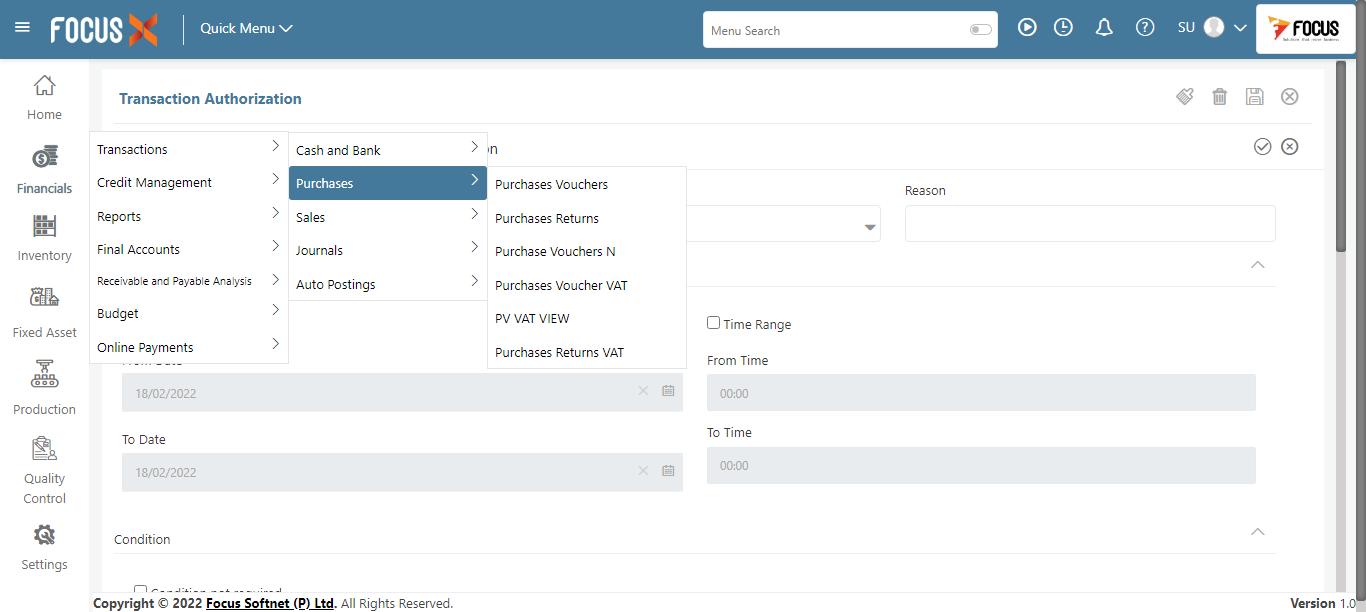 FOCUS X
Quick Menu
Menu Search
SU
FOCUS
Home
Financials
Inventory
Fixed Asset
Production
Quality
Control
Settings
Transaction Authorization
on
Transactions
Credit Management
Reports
Final Accounts
Receivable and Payable Analysis
Budget
Online Payments
Cash and Bank
Purchases
Sales
Journals
Auto Postings
Purchases Vouchers
Purchases Returns
Purchase Vouchers N
Purchases Voucher VAT
PV VAT VIEW
Purchases Returns VAT
Reason
Time Range
From Date
18/02/2022
From Time
00:00
To Date
18/02/2022
To Time
00:00
Condition
Condition not required
Copyright © 2022 Focus Softnet (P) Ltd. All Rights Reserved.
Version 1.0